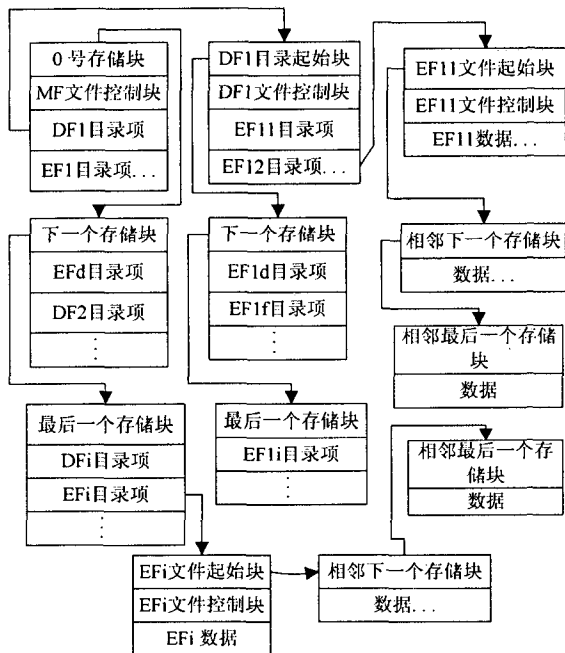 0号存储块
MF文件控制块
DF1目录项
EF1目录项...
DF1目录起始块
DF1文件控制块
EF11目录项
EF12目录项...
EF11文件起始块
EF11文件控制块
EF11数据...
下一个存储块
EFd目录项
DF2目录项
⋮
下一个存储块
EF1d目录项
EF1f目录项
⋮
相邻下一个存储块
数据...
相邻最后一个存储
块
数据
最后一个存储块
DFi目录项
EFi目录项
⋮
最后一个存储块
EF1i目录项
⋮
相邻最后一个存
储块
数据
EFi文件起始块
EFi文件控制块
EFi 数据
相邻下一个存储块
数据...